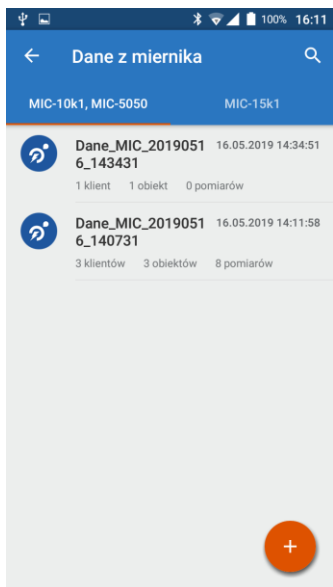 100% 16:11
Dane z miernika
MIC-10k1, MIC-5050 MIC-15k1
Dane_MIC_2019051 16.05.2019 14:34:51
6_143431
1 klient 1 obiekt 0 pomiarów
Dane_MIC_2019051 16.05.2019 14:11:58
6_140731
3 klientów 3 obiektów 8 pomiarów